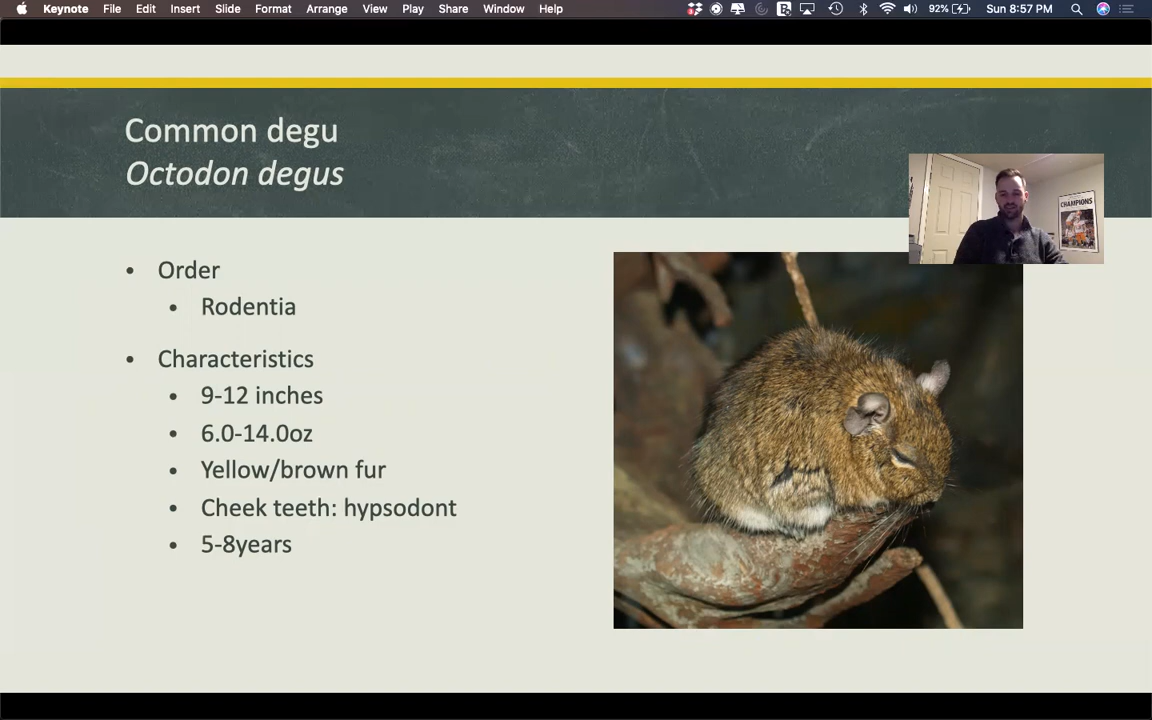 Keynote File Edit Insert Slide Format Arrange View Play Share Window Help 92% Sun 8:57 PM
Common degu
Octodon degus
CHAMPIONS
• Order
• Rodentia
• Characteristics
• 9-12 inches
• 6.0-14.0oz
• Yellow/brown fur
• Cheek teeth: hypsodont
• 5-8years